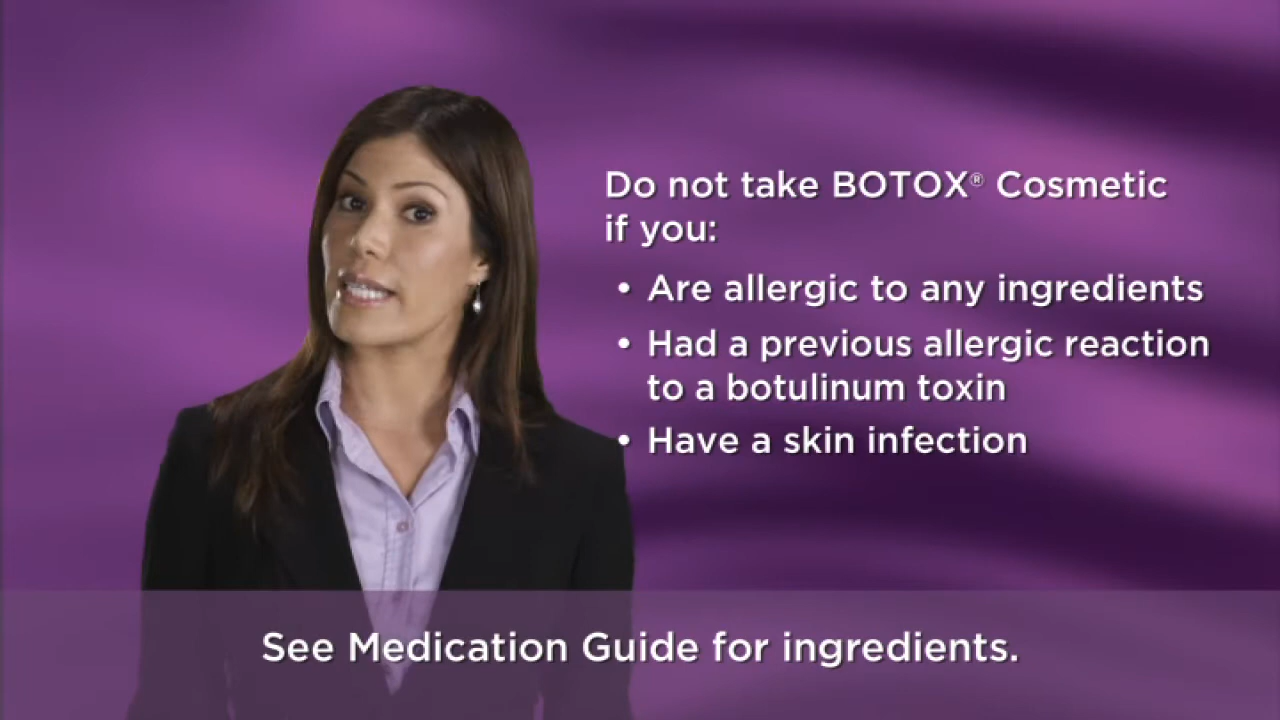 Do not take BOTOX® Cosmetic
if you:
• Are allergic to any ingredients
• Had a previous allergic reaction
to a botulinum toxin
• Have a skin infection
See Medication Guide for ingredients.